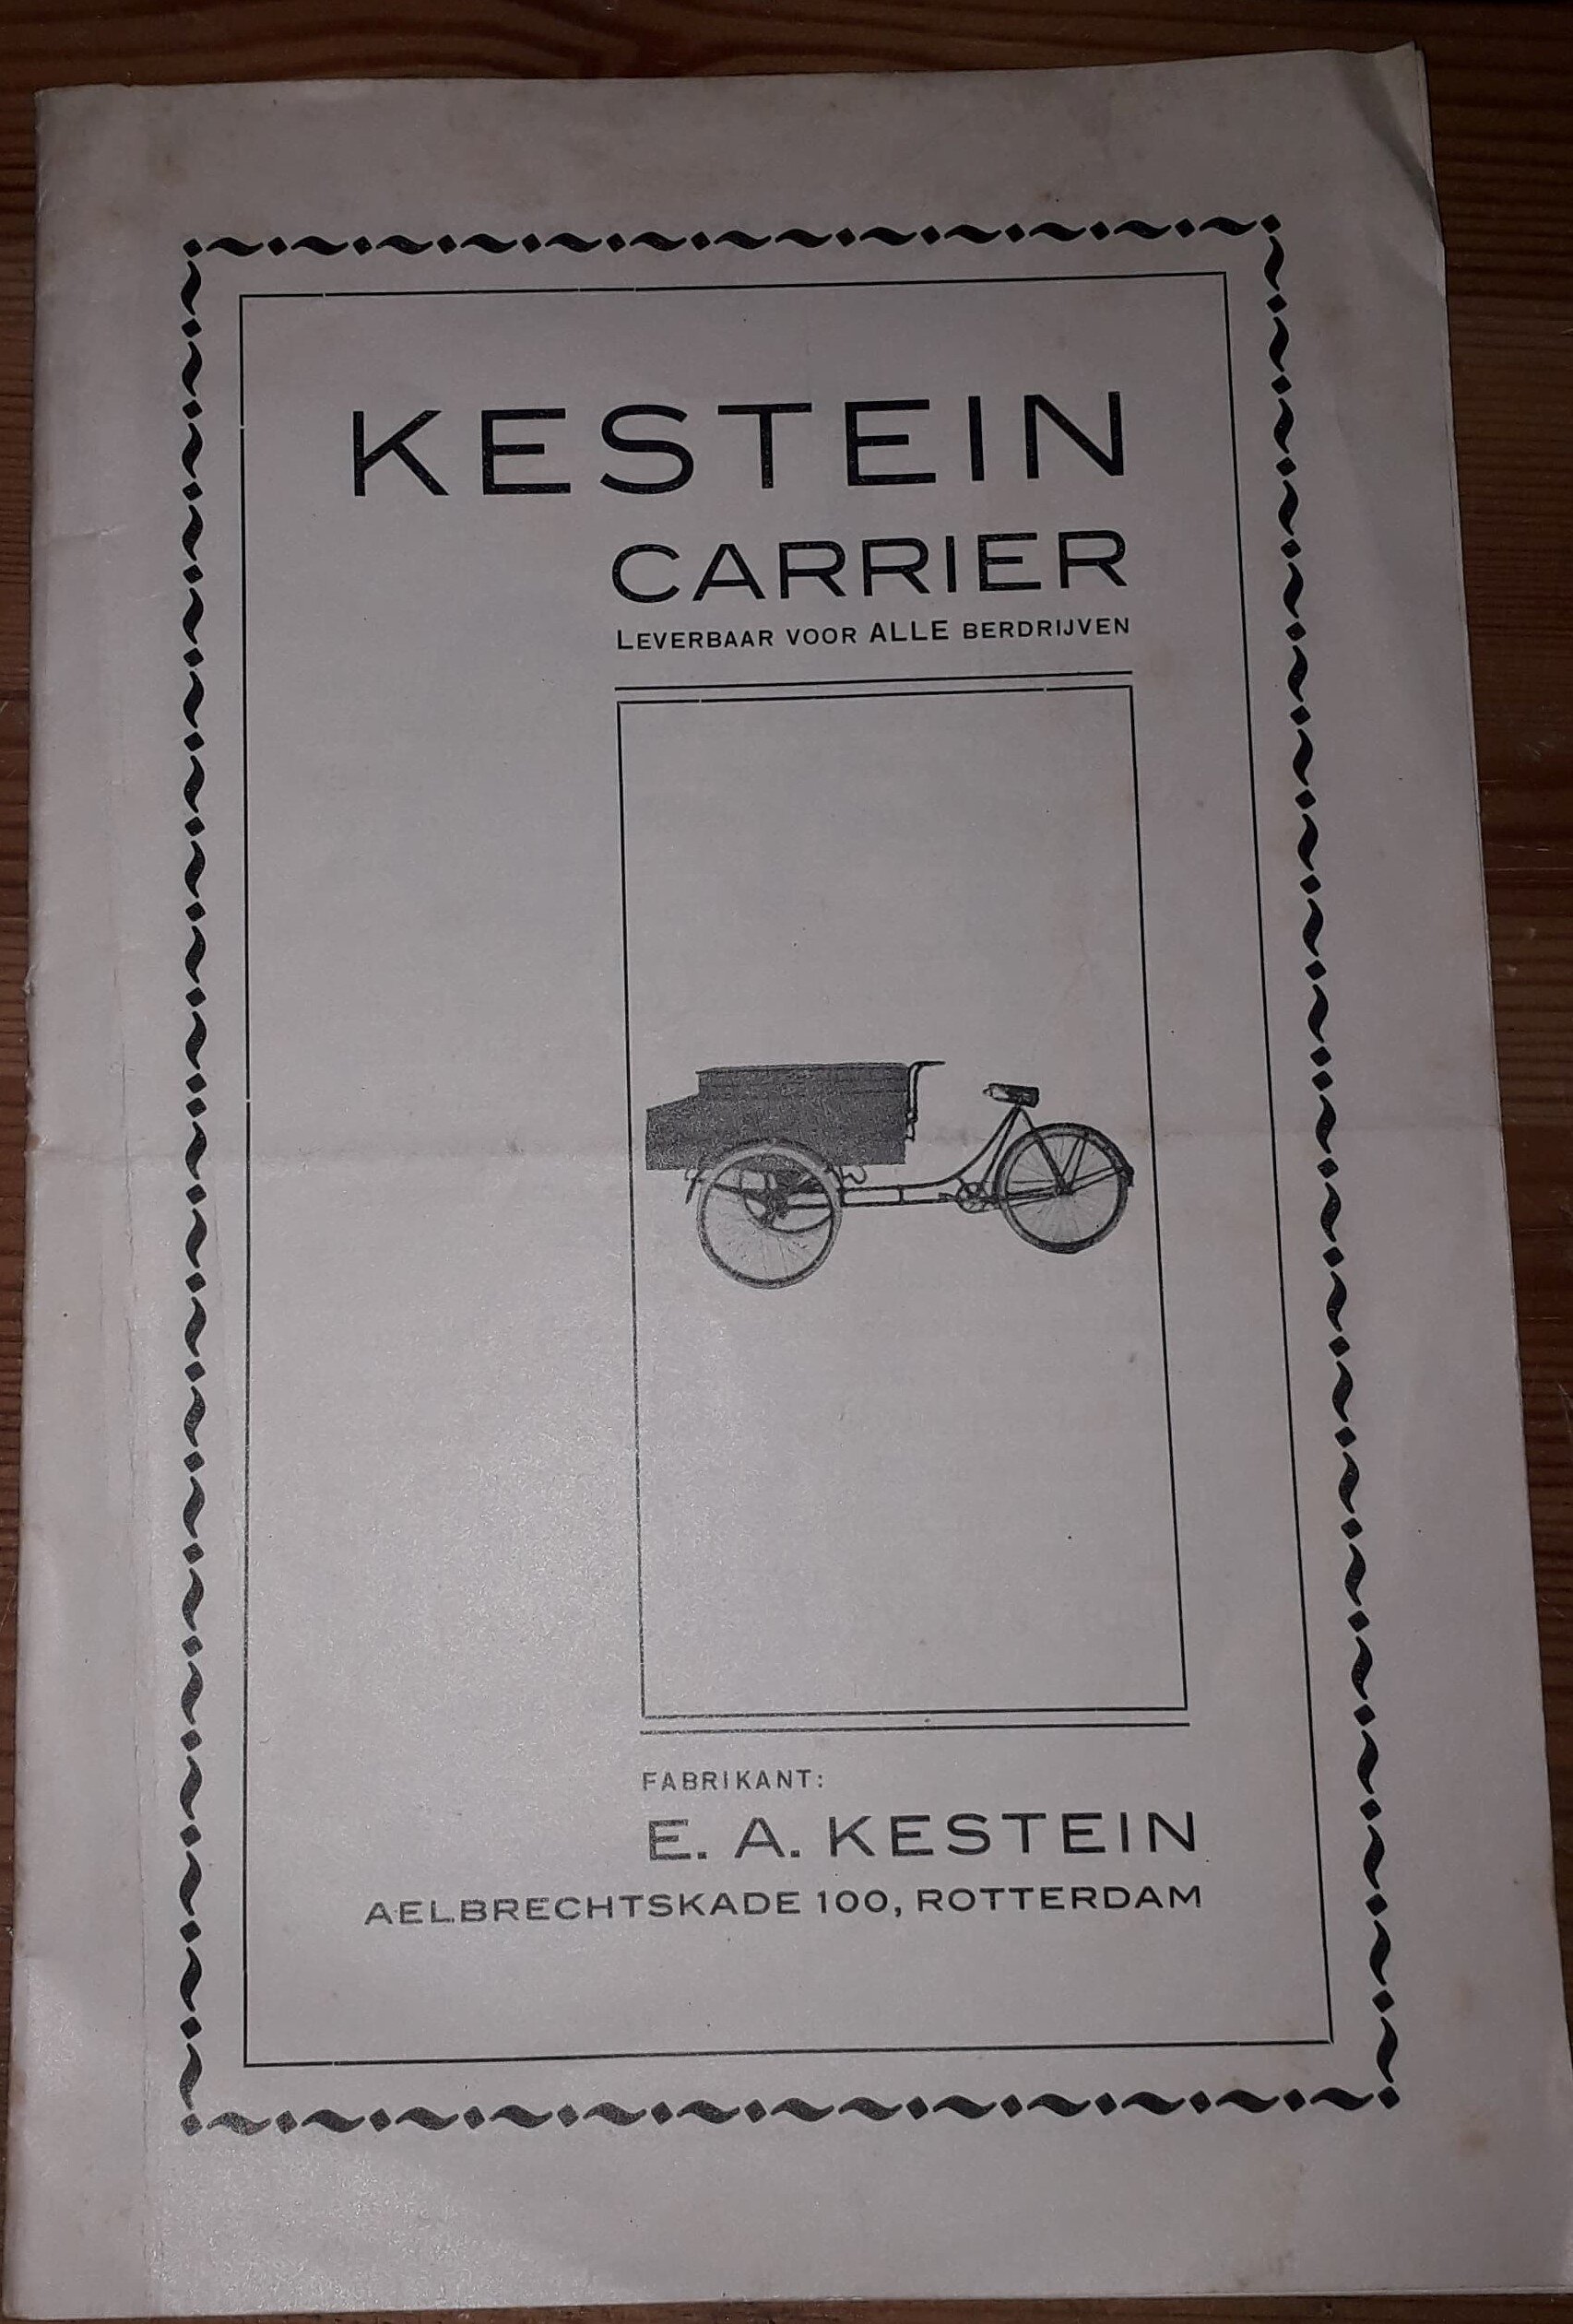 KESTEIN
CARRIER
LEVERBAAR VOOR ALLE BERDRIJVEN
FABRIKANT:
E. A. KESTEIN
AELBRECHTSKADE 100, ROTTERDAM